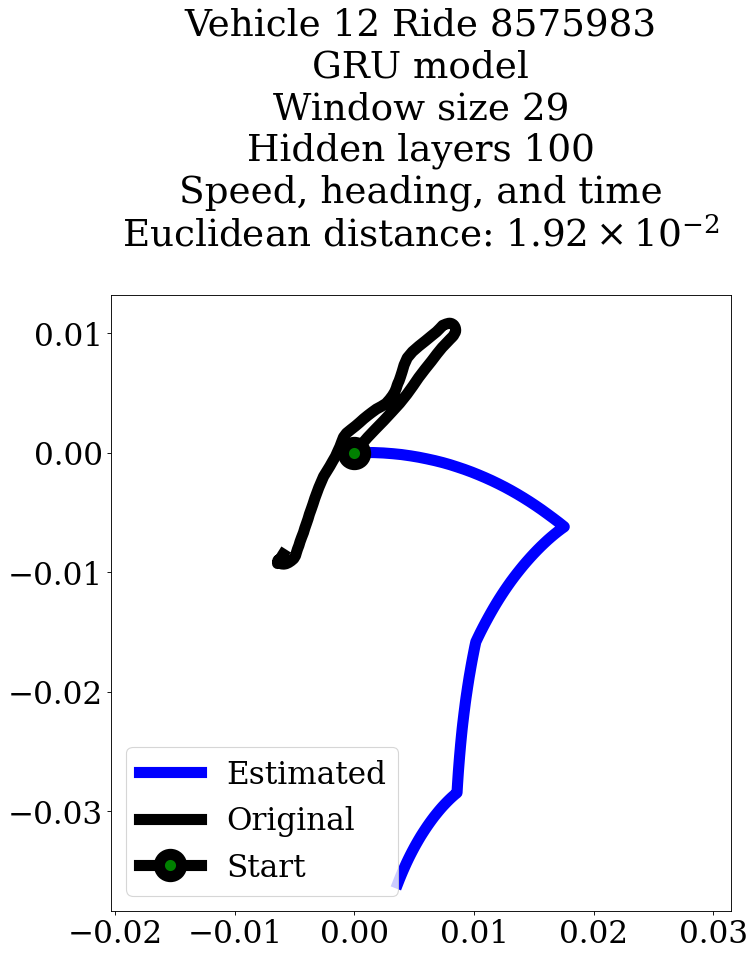 Vehicle 12 Ride 8575983
GRU model
Window size 29
Hidden layers 100
Speed, heading, and time
Euclidean distance: 1.92 × 10⁻²
0.01
0.00
−0.01
−0.02
−0.03
Estimated
Original
Start
−0.02 −0.01 0.00 0.01 0.02 0.03